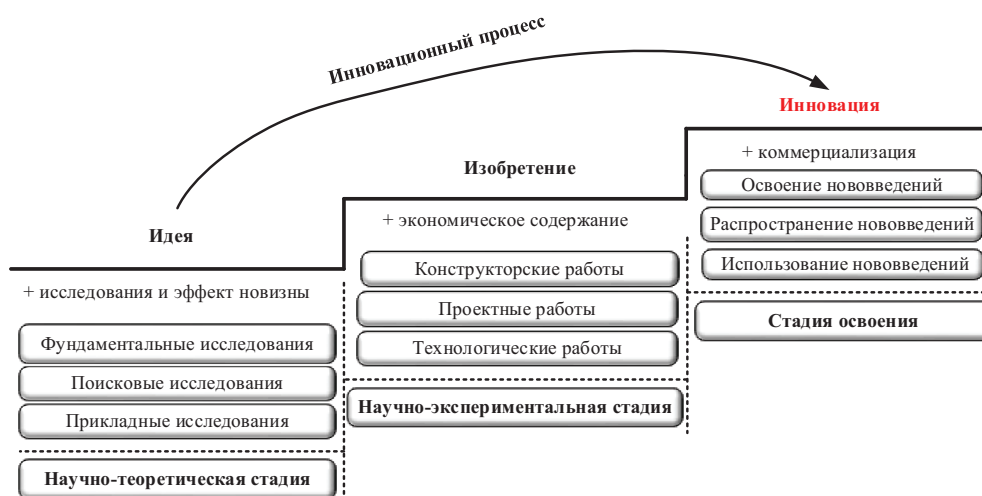 Инновационный процесс
Идея
+ исследования и эффект новизны
Фундаментальные исследования
Поисковые исследования
Прикладные исследования
Научно-теоретическая стадия
Изобретение
+ экономическое содержание
Конструкторские работы
Проектные работы
Технологические работы
Научно-экспериментальная стадия
Инновация
+ коммерциализация
Освоение нововведений
Распространение нововведений
Использование нововведений
Стадия освоения